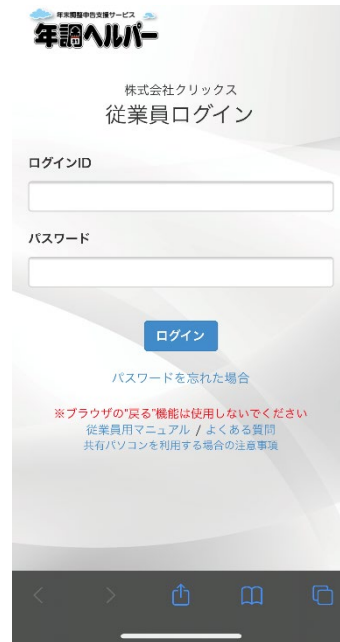 年末調整申告支援サービス
年調ヘルパー
株式会社クリックス
従業員ログイン
ログインID
パスワード
ログイン
パスワードを忘れた場合
※ブラウザの"戻る"機能は使用しないでください
従業員用マニュアル / よくある質問
共有パソコンを利用する場合の注意事項